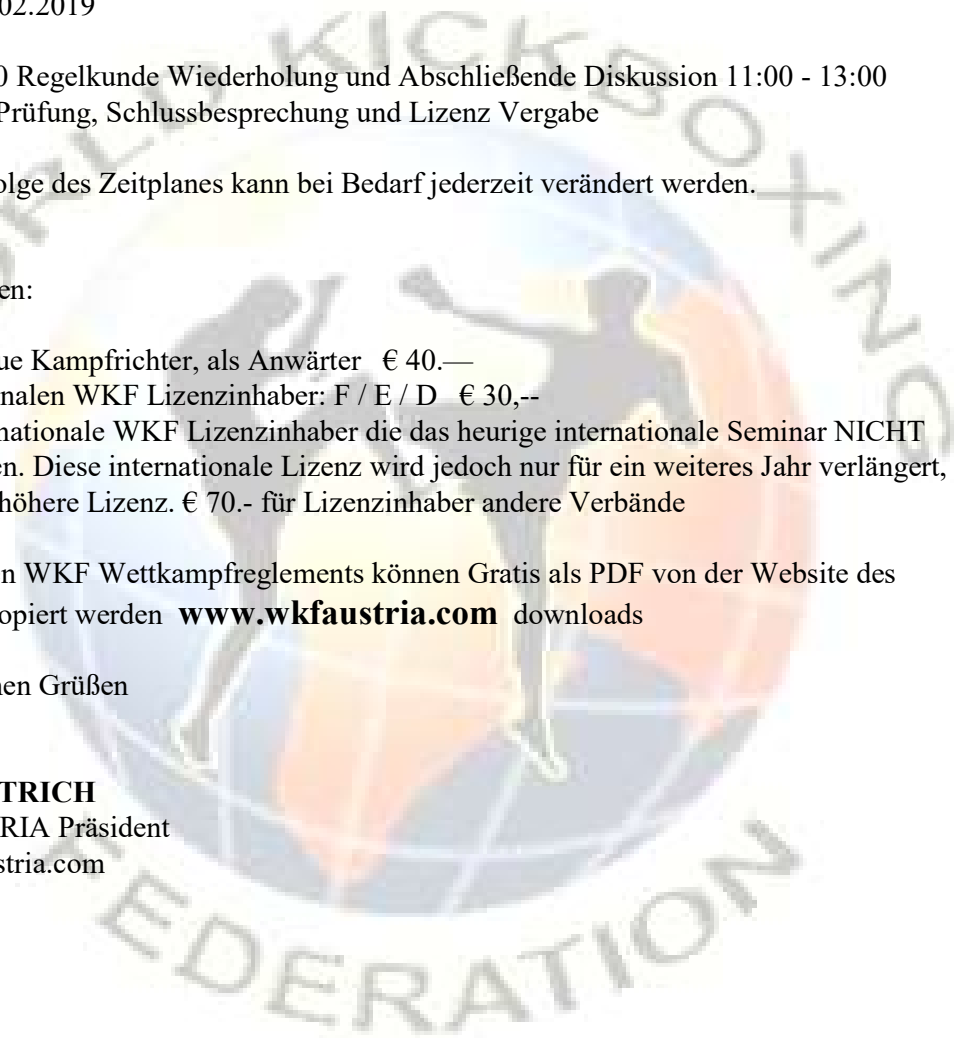 02.2019
0 Regelkunde Wiederholung und Abschließende Diskussion 11:00 - 13:00
Prüfung, Schlussbesprechung und Lizenz Vergabe
olge des Zeitplanes kann bei Bedarf jederzeit verändert werden.
en:
ue Kampfrichter, als Anwärter € 40.—
nalen WKF Lizenzinhaber: F / E / D € 30,--
nationale WKF Lizenzinhaber die das heurige internationale Seminar NICHT
en. Diese internationale Lizenz wird jedoch nur für ein weiteres Jahr verlängert,
höhere Lizenz. € 70.- für Lizenzinhaber andere Verbände
n WKF Wettkampfreglements können Gratis als PDF von der Website des
opiert werden www.wkfaustria.com downloads
nen Grüßen
TRICH
RIA Präsident
stria.com
ORLD KICKBOXING
FEDERATION